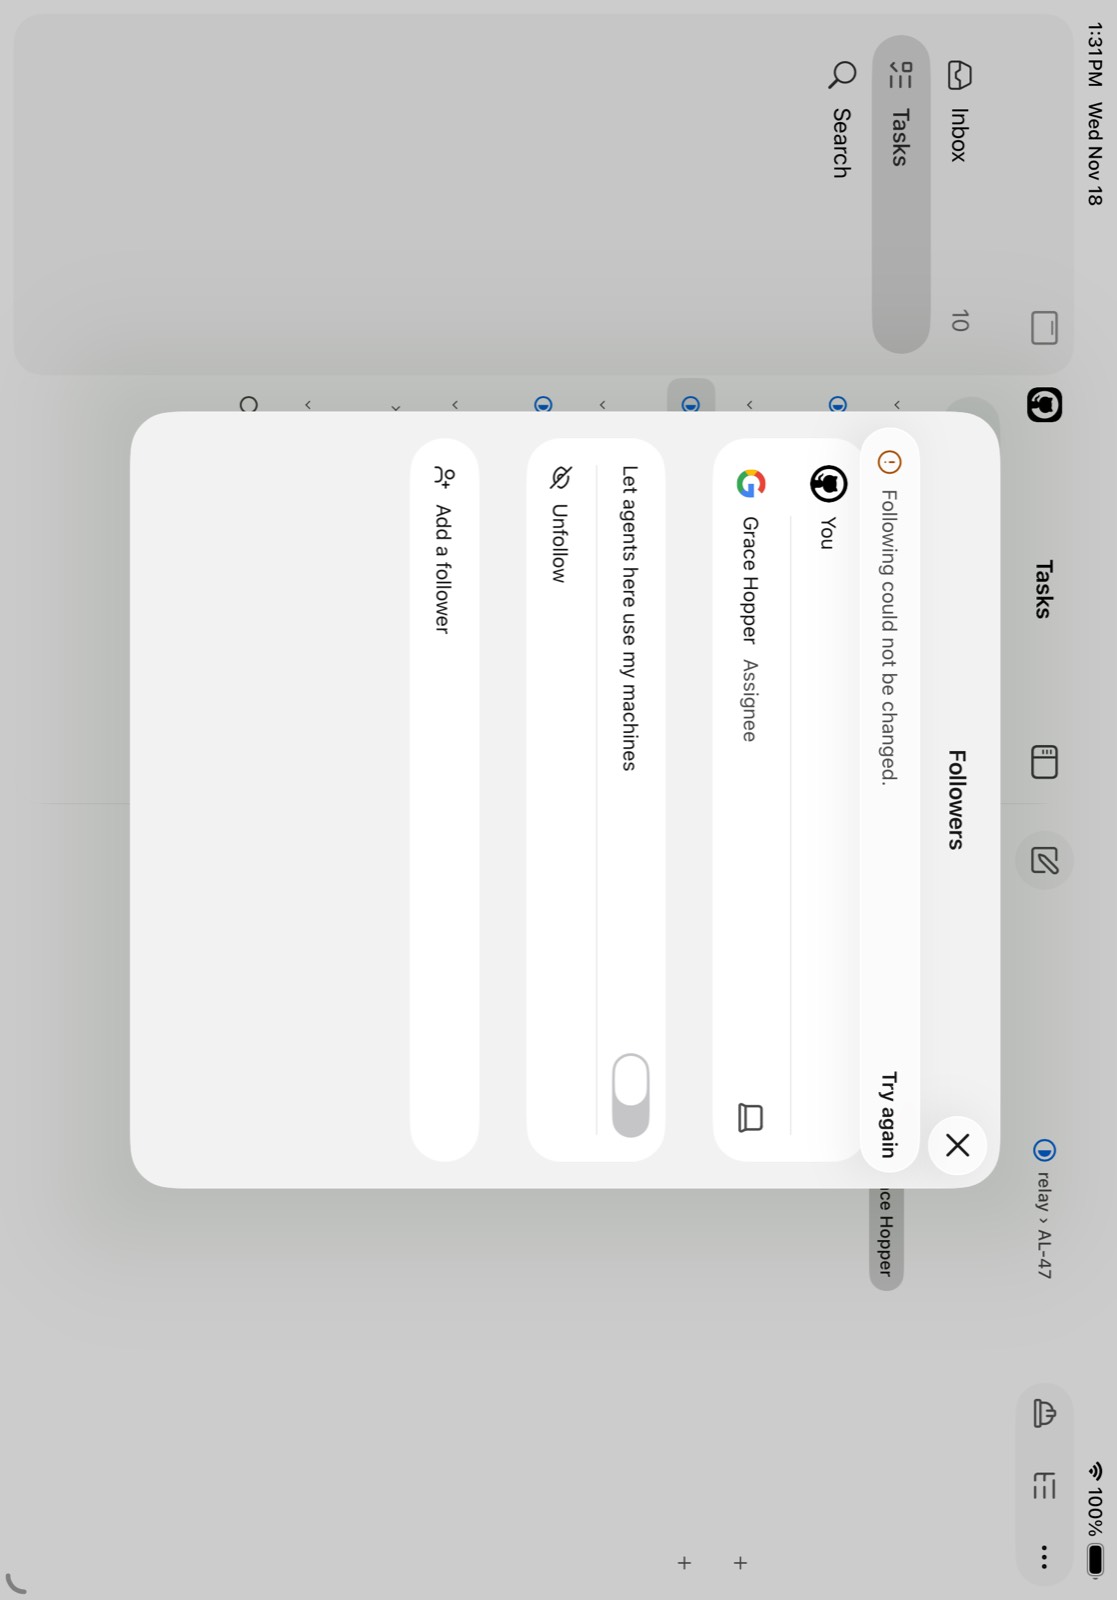 1:31 PM Wed Nov 18
100%
Inbox 10
Tasks
Search
Tasks
relay › AL-47
Followers
Following could not be changed. Try again
Hopper
You
Grace Hopper Assignee
Let agents here use my machines
Unfollow
Add a follower